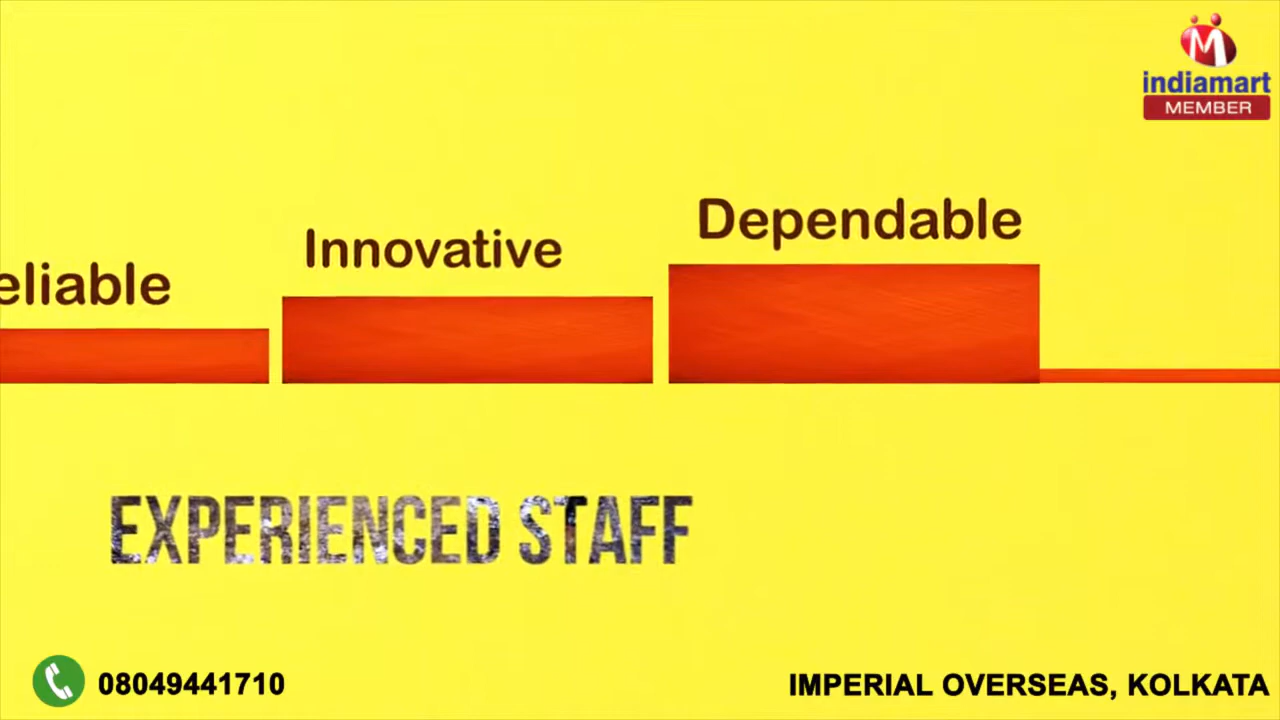 indiamart
MEMBER
Dependable
Innovative
eliable
EXPERIENCED STAFF
08049441710
IMPERIAL OVERSEAS, KOLKATA